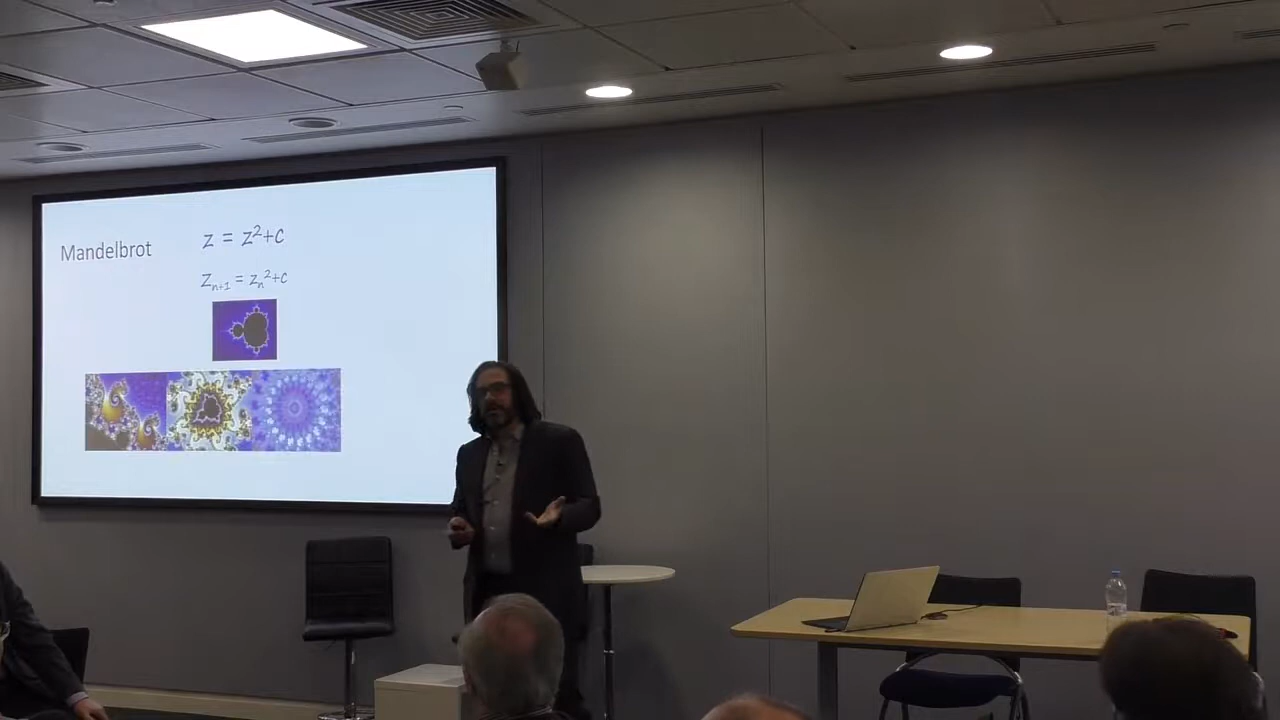 Mandelbrot
z = z²+c
zₙ₊₁ = zₙ²+c